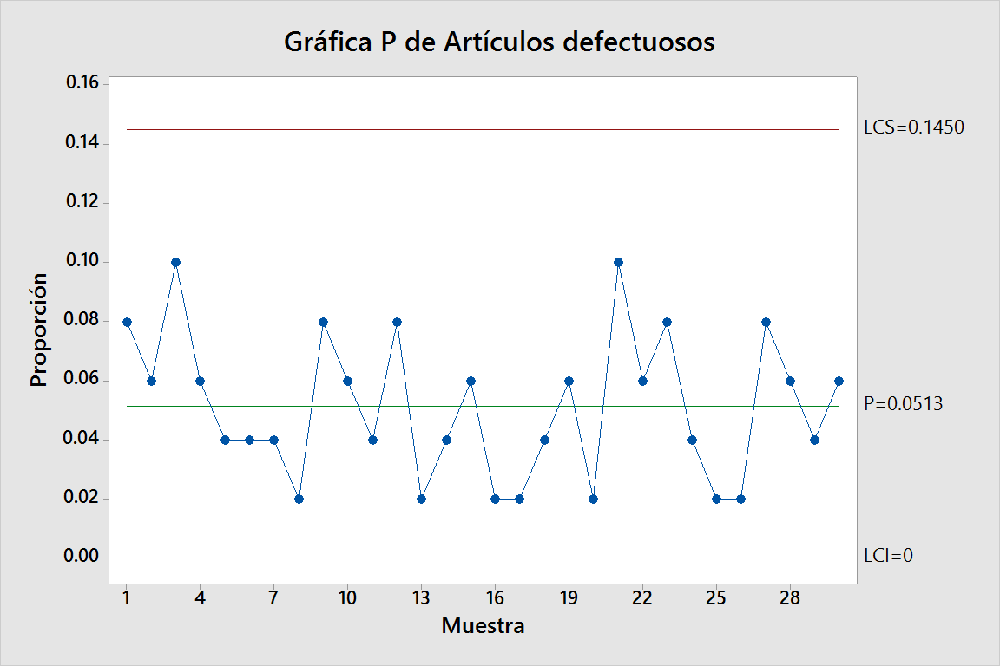 Gráfica P de Artículos defectuosos
0.16
0.14
0.12
0.10
0.08
0.06
0.04
0.02
0.00
Proporción
LCS=0.1450
P̅=0.0513
LCI=0
1 4 7 10 13 16 19 22 25 28
Muestra